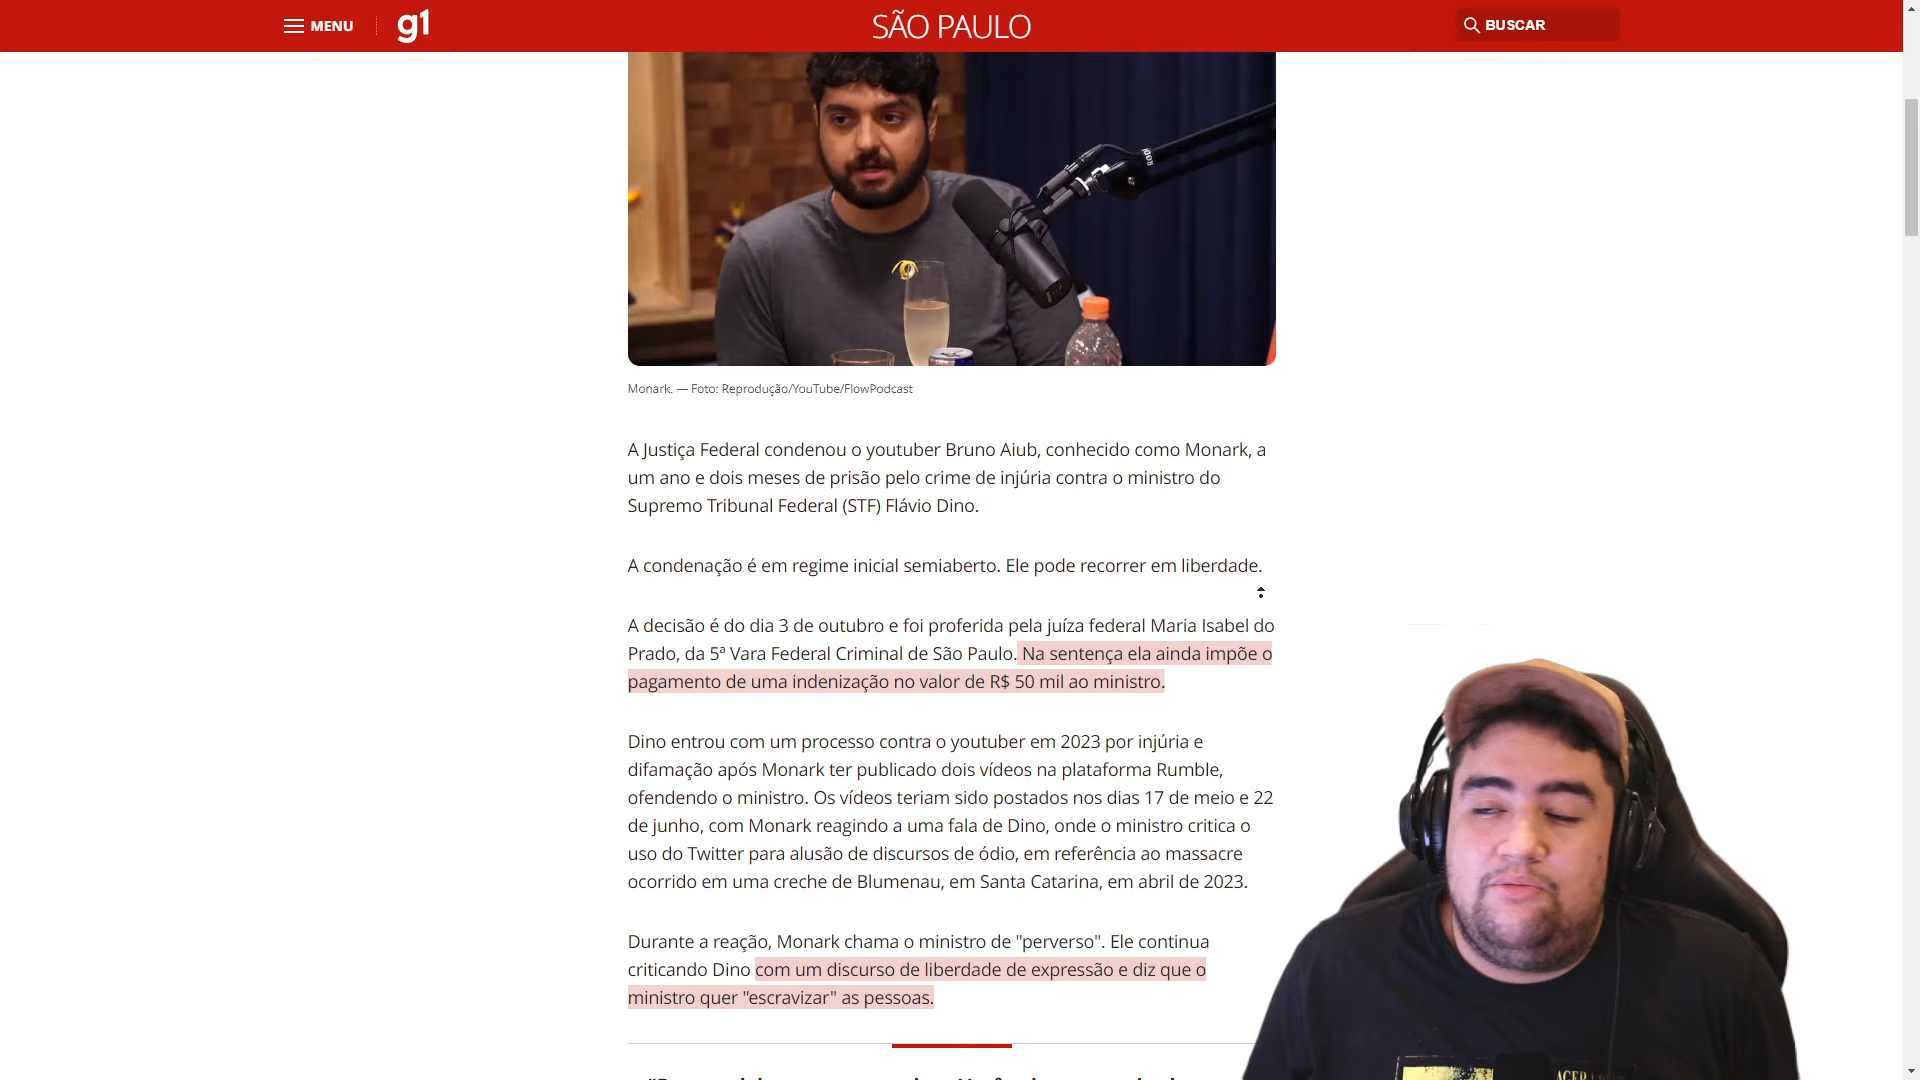 MENU
g1
SÃO PAULO
BUSCAR
Monark. — Foto: Reprodução/YouTube/FlowPodcast
A Justiça Federal condenou o youtuber Bruno Aiub, conhecido como Monark, a
um ano e dois meses de prisão pelo crime de injúria contra o ministro do
Supremo Tribunal Federal (STF) Flávio Dino.
A condenação é em regime inicial semiaberto. Ele pode recorrer em liberdade.
A decisão é do dia 3 de outubro e foi proferida pela juíza federal Maria Isabel do
Prado, da 5ª Vara Federal Criminal de São Paulo. Na sentença ela ainda impõe o
pagamento de uma indenização no valor de R$ 50 mil ao ministro.
Dino entrou com um processo contra o youtuber em 2023 por injúria e
difamação após Monark ter publicado dois vídeos na plataforma Rumble,
ofendendo o ministro. Os vídeos teriam sido postados nos dias 17 de meio e 22
de junho, com Monark reagindo a uma fala de Dino, onde o ministro critica o
uso do Twitter para alusão de discursos de ódio, em referência ao massacre
ocorrido em uma creche de Blumenau, em Santa Catarina, em abril de 2023.
Durante a reação, Monark chama o ministro de "perverso". Ele continua
criticando Dino com um discurso de liberdade de expressão e diz que o
ministro quer "escravizar" as pessoas.